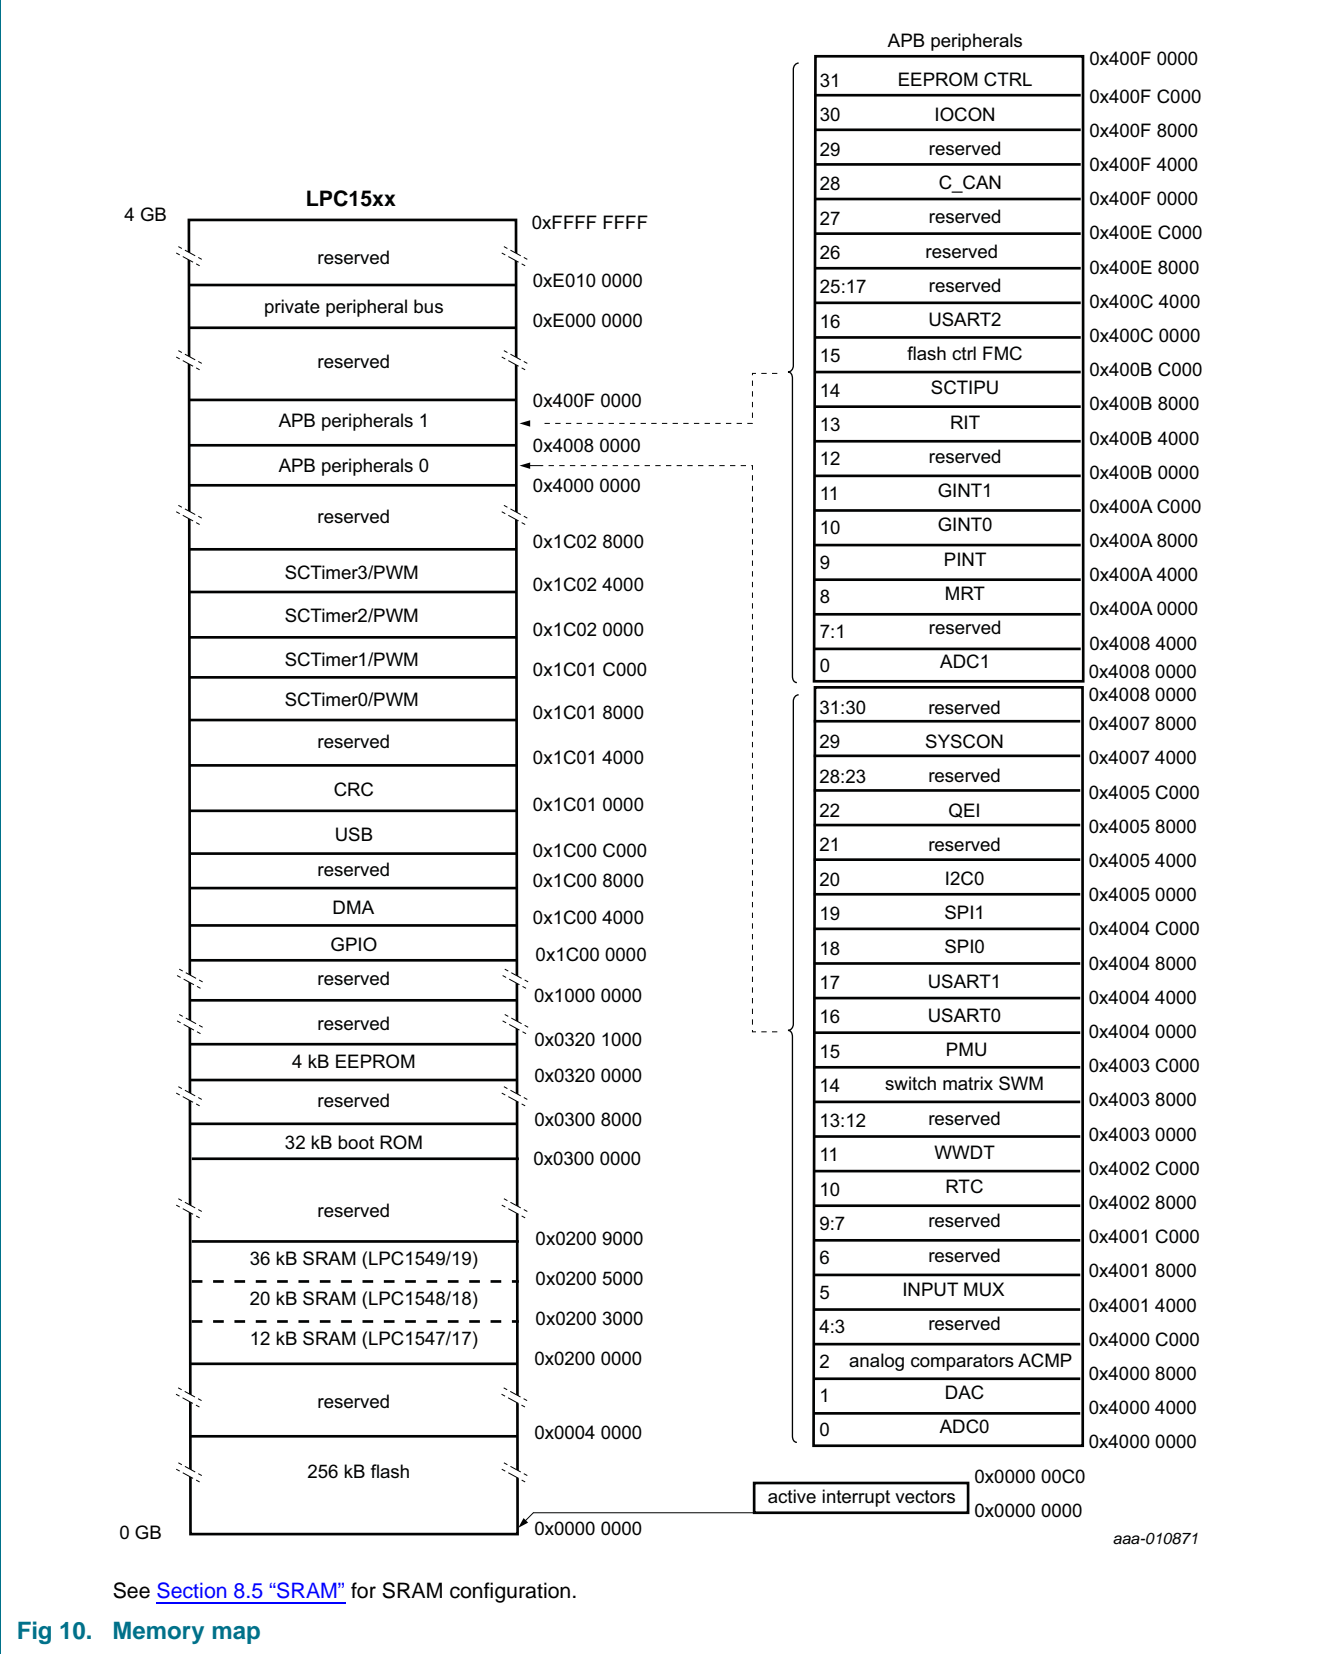 LPC15xx
4 GB
0xFFFF FFFF
reserved
0xE010 0000
private peripheral bus
0xE000 0000
reserved
0x400F 0000
APB peripherals 1
0x4008 0000
APB peripherals 0
0x4000 0000
reserved
0x1C02 8000
SCTimer3/PWM
0x1C02 4000
SCTimer2/PWM
0x1C02 0000
SCTimer1/PWM
0x1C01 C000
SCTimer0/PWM
0x1C01 8000
reserved
0x1C01 4000
CRC
0x1C01 0000
USB
0x1C00 C000
reserved
0x1C00 8000
DMA
0x1C00 4000
GPIO
0x1C00 0000
reserved
0x1000 0000
reserved
0x0320 1000
4 kB EEPROM
0x0320 0000
reserved
0x0300 8000
32 kB boot ROM
0x0300 0000
reserved
0x0200 9000
36 kB SRAM (LPC1549/19)
0x0200 5000
20 kB SRAM (LPC1548/18)
0x0200 3000
12 kB SRAM (LPC1547/17)
0x0200 0000
reserved
0x0004 0000
256 kB flash
0 GB
0x0000 0000
APB peripherals
0x400F 0000
31 EEPROM CTRL
0x400F C000
30 IOCON
0x400F 8000
29 reserved
0x400F 4000
28 C_CAN
0x400F 0000
27 reserved
0x400E C000
26 reserved
0x400E 8000
25:17 reserved
0x400C 4000
16 USART2
0x400C 0000
15 flash ctrl FMC
0x400B C000
14 SCTIPU
0x400B 8000
13 RIT
0x400B 4000
12 reserved
0x400B 0000
11 GINT1
0x400A C000
10 GINT0
0x400A 8000
9 PINT
0x400A 4000
8 MRT
0x400A 0000
7:1 reserved
0x4008 4000
0 ADC1
0x4008 0000
0x4008 0000
31:30 reserved
0x4007 8000
29 SYSCON
0x4007 4000
28:23 reserved
0x4005 C000
22 QEI
0x4005 8000
21 reserved
0x4005 4000
20 I2C0
0x4005 0000
19 SPI1
0x4004 C000
18 SPI0
0x4004 8000
17 USART1
0x4004 4000
16 USART0
0x4004 0000
15 PMU
0x4003 C000
14 switch matrix SWM
0x4003 8000
13:12 reserved
0x4003 0000
11 WWDT
0x4002 C000
10 RTC
0x4002 8000
9:7 reserved
0x4001 C000
6 reserved
0x4001 8000
5 INPUT MUX
0x4001 4000
4:3 reserved
0x4000 C000
2 analog comparators ACMP
0x4000 8000
1 DAC
0x4000 4000
0 ADC0
0x4000 0000
0x0000 00C0
active interrupt vectors
0x0000 0000
aaa-010871
See Section 8.5 “SRAM” for SRAM configuration.
Fig 10. Memory map